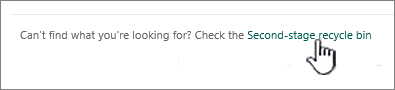 Can't find what you're looking for? Check the Second-stage recycle bin